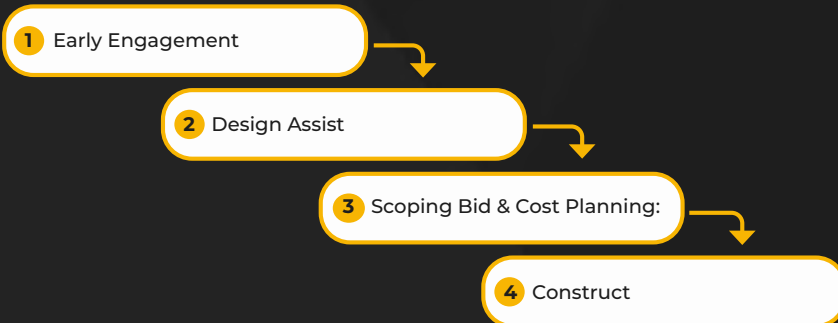 1 Early Engagement
2 Design Assist
3 Scoping Bid & Cost Planning:
4 Construct